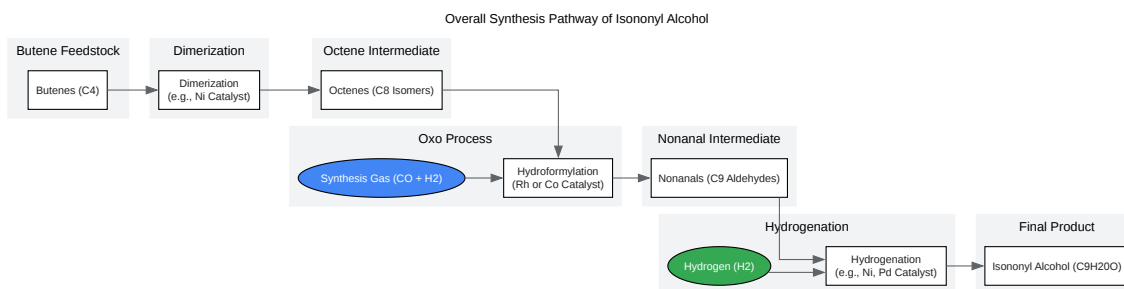 Overall Synthesis Pathway of Isononyl Alcohol
Butene Feedstock
Dimerization
Octene Intermediate
Butenes (C4)
Dimerization
(e.g., Ni Catalyst)
Octenes (C8 Isomers)
Oxo Process
Nonanal Intermediate
Synthesis Gas (CO + H2)
Hydroformylation
(Rh or Co Catalyst)
Nonanals (C9 Aldehydes)
Hydrogenation
Final Product
Hydrogen (H2)
Hydrogenation
(e.g., Ni, Pd Catalyst)
Isononyl Alcohol (C9H20O)